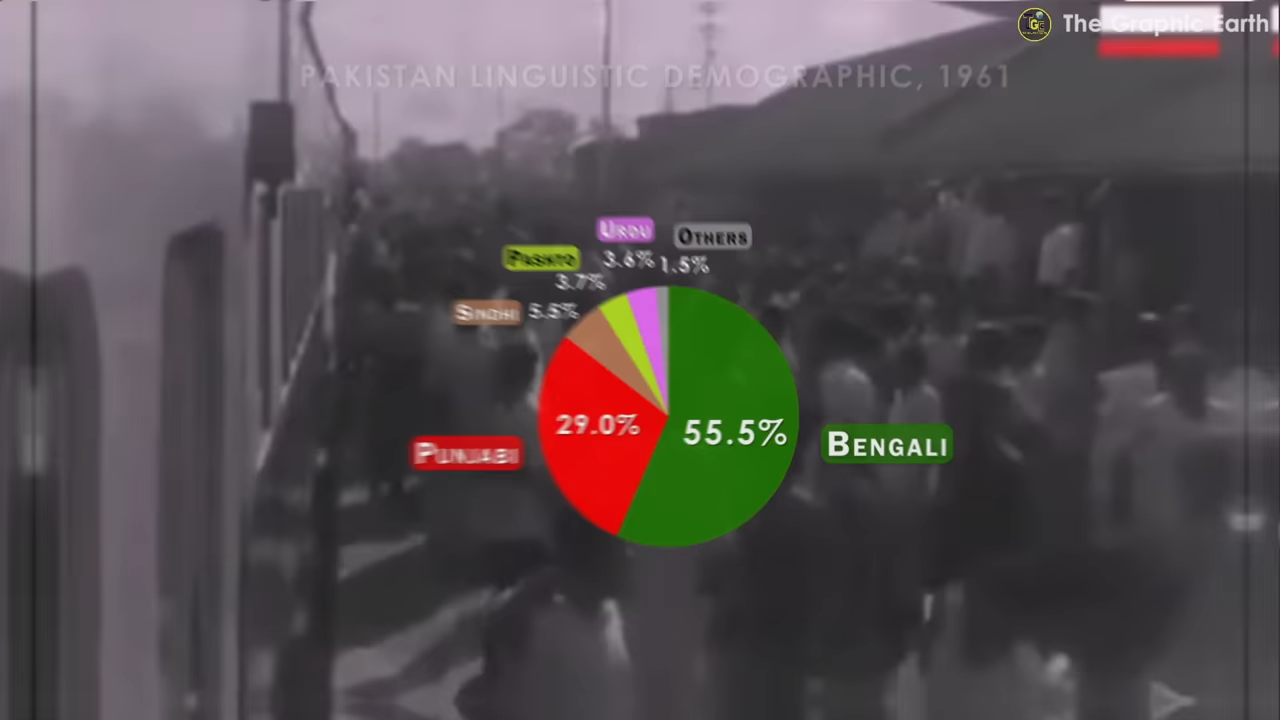 The Graphic Earth
PAKISTAN LINGUISTIC DEMOGRAPHIC, 1961
URDU
OTHERS
3.6% 1.5%
PASHTO
3.7%
SINDHI 5.5%
29.0%
55.5%
PUNJABI
BENGALI